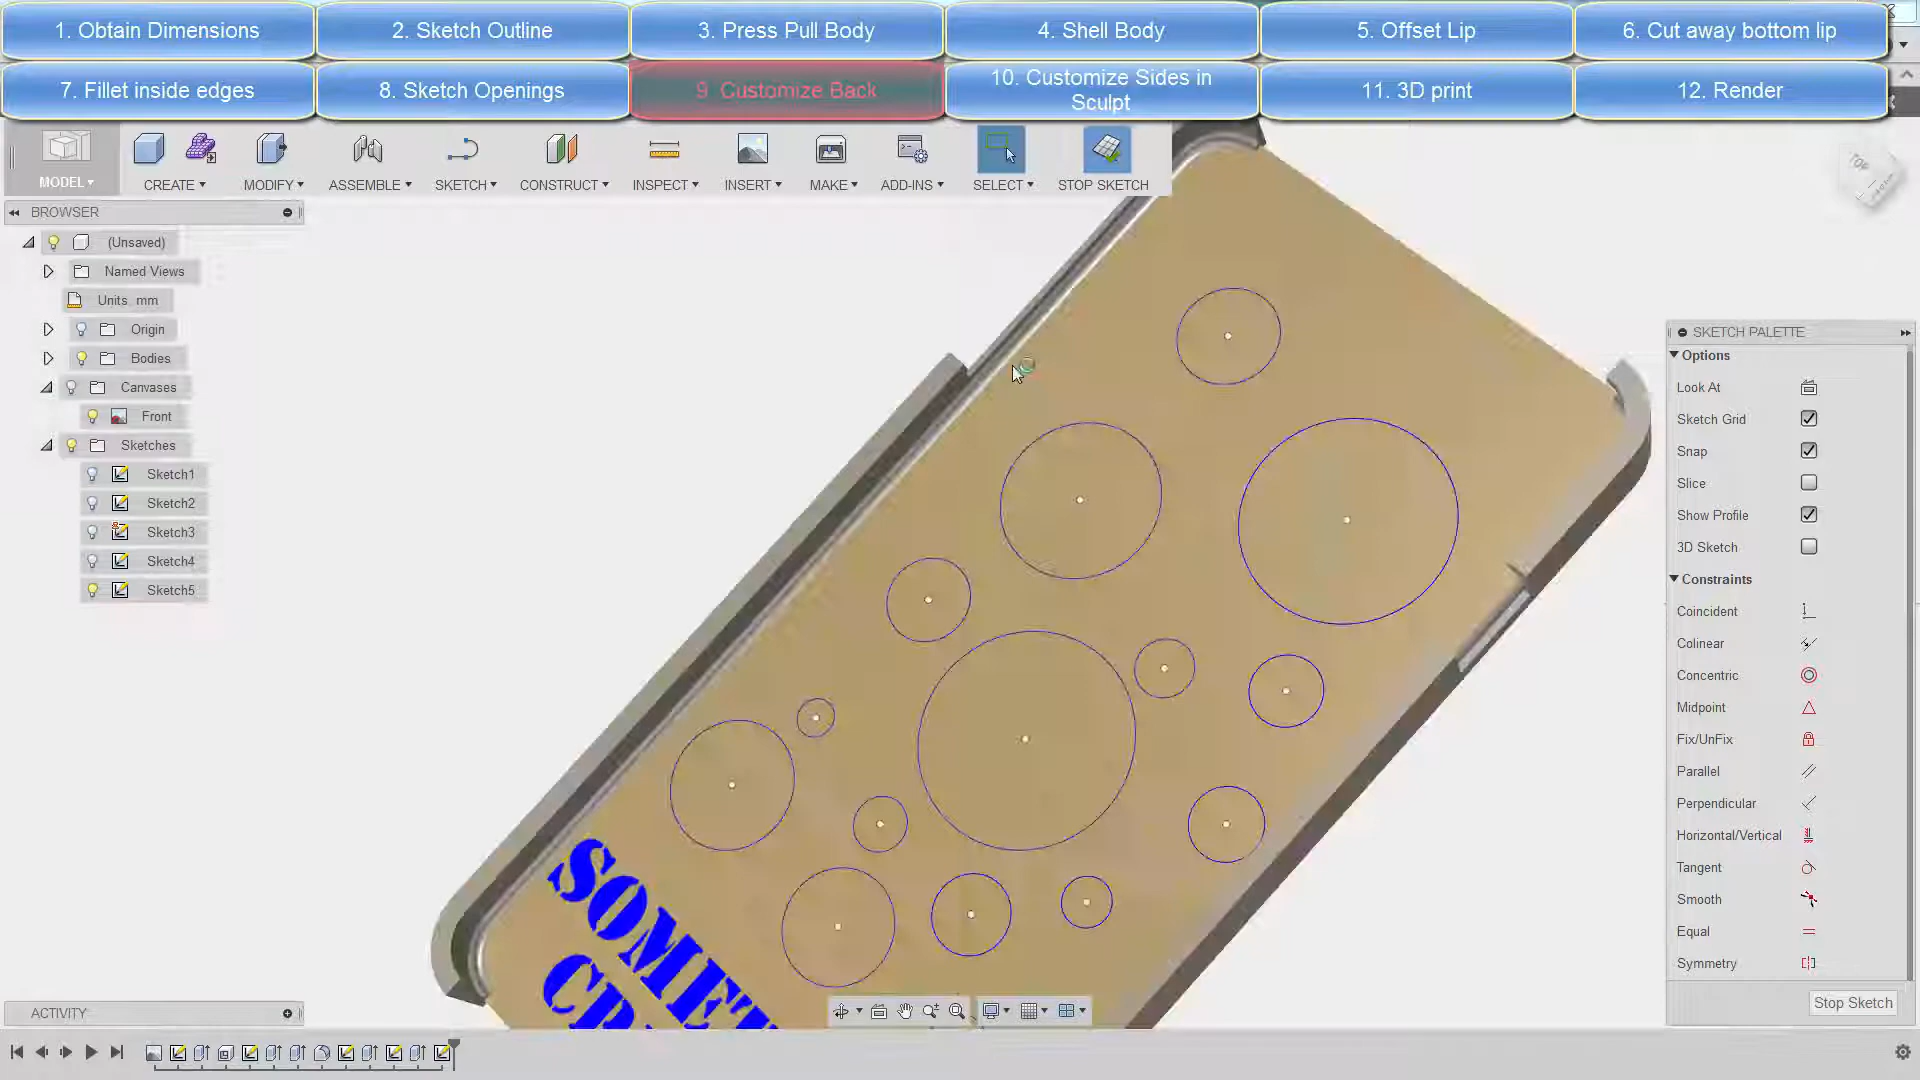 1. Obtain Dimensions
2. Sketch Outline
3. Press Pull Body
4. Shell Body
5. Offset Lip
6. Cut away bottom lip
7. Fillet inside edges
8. Sketch Openings
9. Customize Back
10. Customize Sides in
Sculpt
11. 3D print
12. Render
MODEL
CREATE
MODIFY
ASSEMBLE
SKETCH
CONSTRUCT
INSPECT
INSERT
MAKE
ADD-INS
SELECT
STOP SKETCH
TOP
BROWSER
(Unsaved)
Named Views
Units: mm
Origin
Bodies
Canvases
Front
Sketches
Sketch1
Sketch2
Sketch3
Sketch4
Sketch5
SKETCH PALETTE
Options
Look At
Sketch Grid
Snap
Slice
Show Profile
3D Sketch
Constraints
Coincident
Colinear
Concentric
Midpoint
Fix/UnFix
Parallel
Perpendicular
Horizontal/Vertical
Tangent
Smooth
Equal
Symmetry
Stop Sketch
ACTIVITY